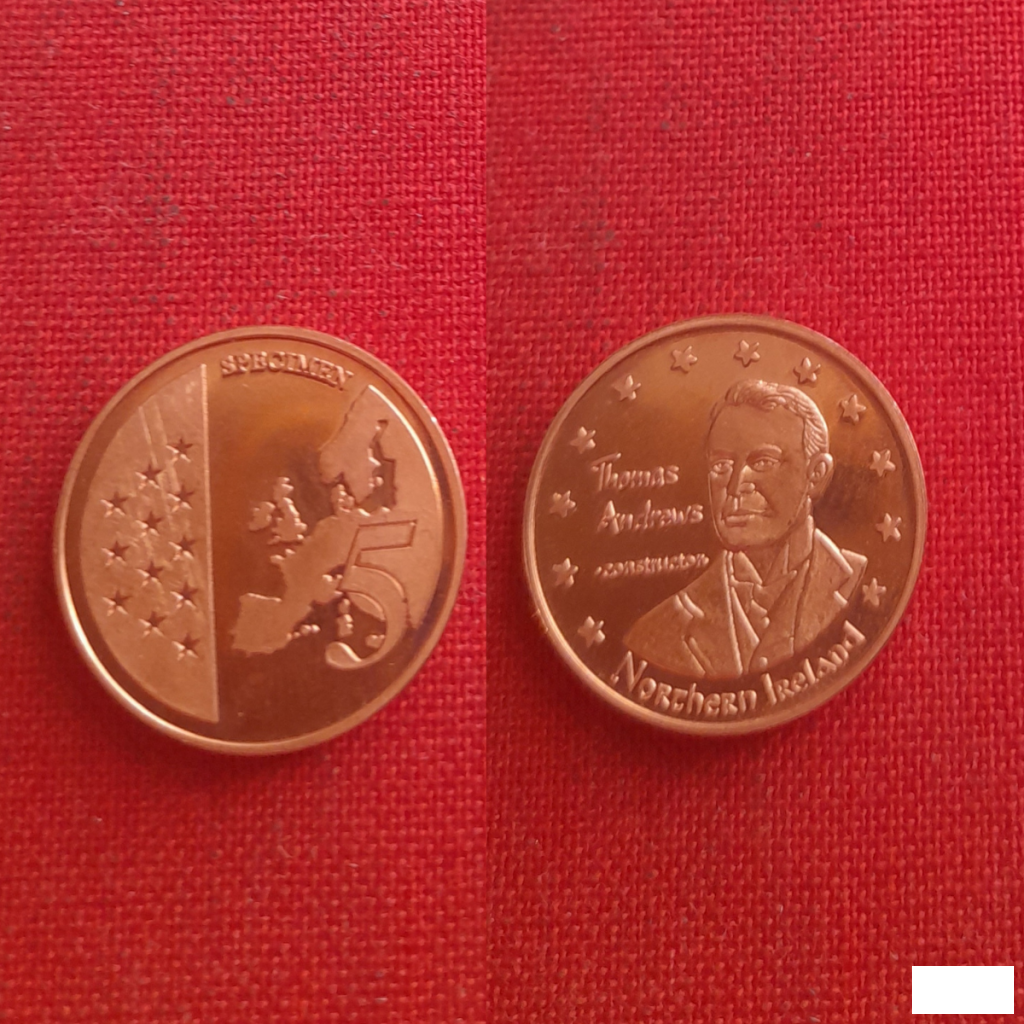 SPECIMEN
5
Thomas
Andrews
constructor
Northern Ireland